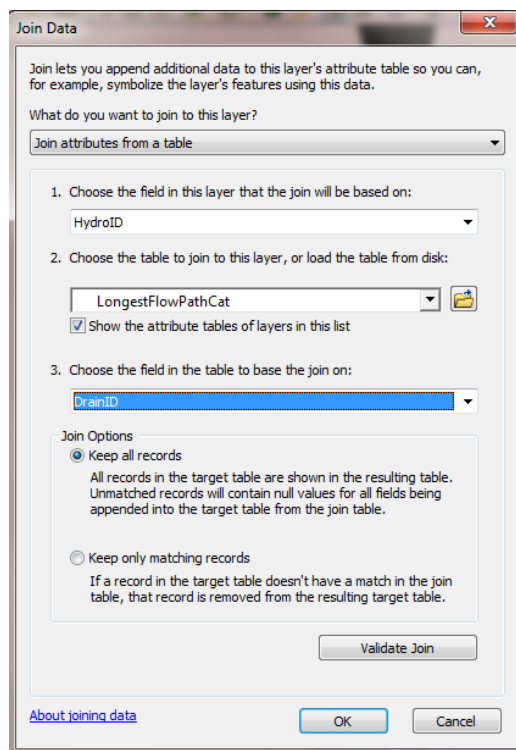 Join Data
Join lets you append additional data to this layer's attribute table so you can,
for example, symbolize the layer's features using this data.
What do you want to join to this layer?
Join attributes from a table
1. Choose the field in this layer that the join will be based on:
HydroID
2. Choose the table to join to this layer, or load the table from disk:
LongestFlowPathCat
Show the attribute tables of layers in this list
3. Choose the field in the table to base the join on:
DrainID
Join Options
Keep all records
All records in the target table are shown in the resulting table.
Unmatched records will contain null values for all fields being
appended into the target table from the join table.
Keep only matching records
If a record in the target table doesn't have a match in the join
table, that record is removed from the resulting target table.
Validate Join
About joining data
OK
Cancel